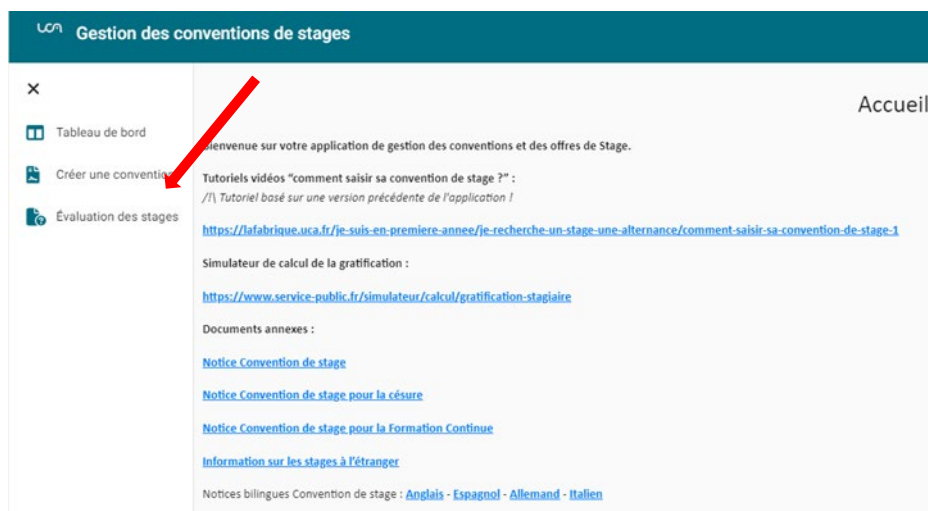 uca Gestion des conventions de stages
Accueil
Tableau de bord
Créer une convention
Évaluation des stages
Bienvenue sur votre application de gestion des conventions et des offres de Stage.
Tutoriels vidéos “comment saisir sa convention de stage ?” :
/!\ Tutoriel basé sur une version précédente de l'application !
https://lafabrique.uca.fr/je-suis-en-premiere-annee/je-recherche-un-stage-une-alternance/comment-saisir-sa-convention-de-stage-1
Simulateur de calcul de la gratification :
https://www.service-public.fr/simulateur/calcul/gratification-stagiaire
Documents annexes :
Notice Convention de stage
Notice Convention de stage pour la césure
Notice Convention de stage pour la Formation Continue
Information sur les stages à l'étranger
Notices bilingues Convention de stage : Anglais - Espagnol - Allemand - Italien